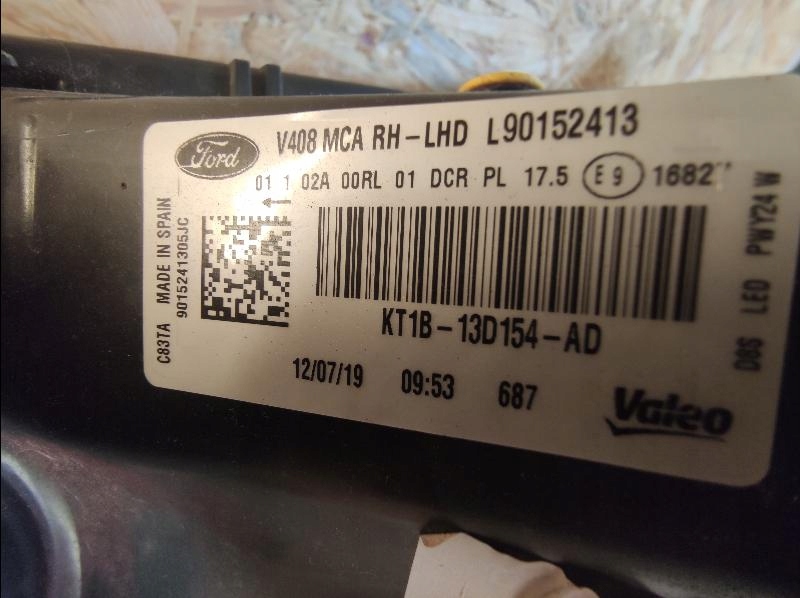 Ford V408 MCA RH-LHD L90152413
01 1 02A 00RL 01 DCR PL 17.5 E9
MADE IN SPAIN
9015241305JC
C83TA
KT1B-13D154-AD
12/07/19 09:53 687
Valeo
D8S LED PWY24W